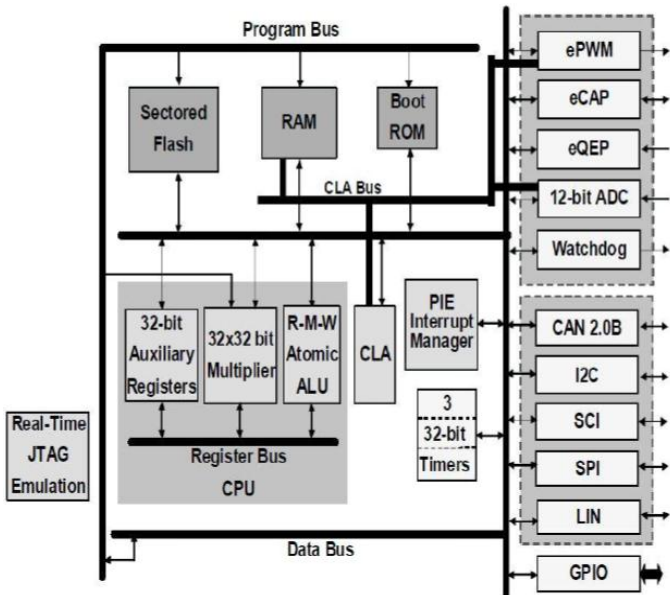 Program Bus
ePWM
Sectored
Flash
RAM
Boot
ROM
eCAP
eQEP
CLA Bus
12-bit ADC
Watchdog
32-bit
Auxiliary
Registers
32x32 bit
Multiplier
R-M-W
Atomic
ALU
CLA
PIE
Interrupt
Manager
CAN 2.0B
I2C
3
32-bit
Timers
SCI
Real-Time
JTAG
Emulation
Register Bus
CPU
SPI
LIN
Data Bus
GPIO